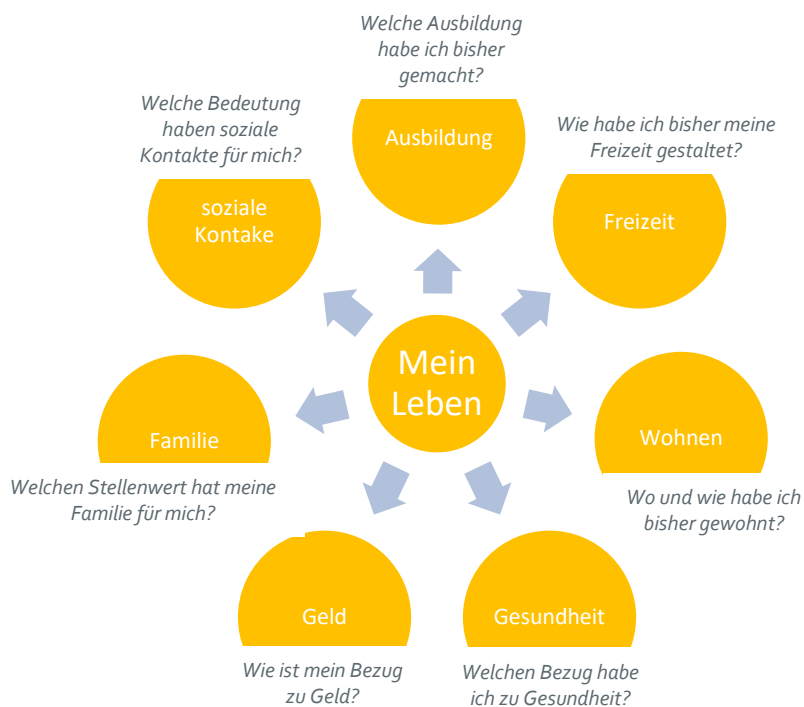 Welche Ausbildung
habe ich bisher
gemacht?
Ausbildung
Welche Bedeutung
haben soziale
Kontakte für mich?
soziale
Kontake
Wie habe ich bisher meine
Freizeit gestaltet?
Freizeit
Mein
Leben
Familie
Welchen Stellenwert hat meine
Familie für mich?
Wohnen
Wo und wie habe ich
bisher gewohnt?
Geld
Wie ist mein Bezug
zu Geld?
Gesundheit
Welchen Bezug habe
ich zu Gesundheit?